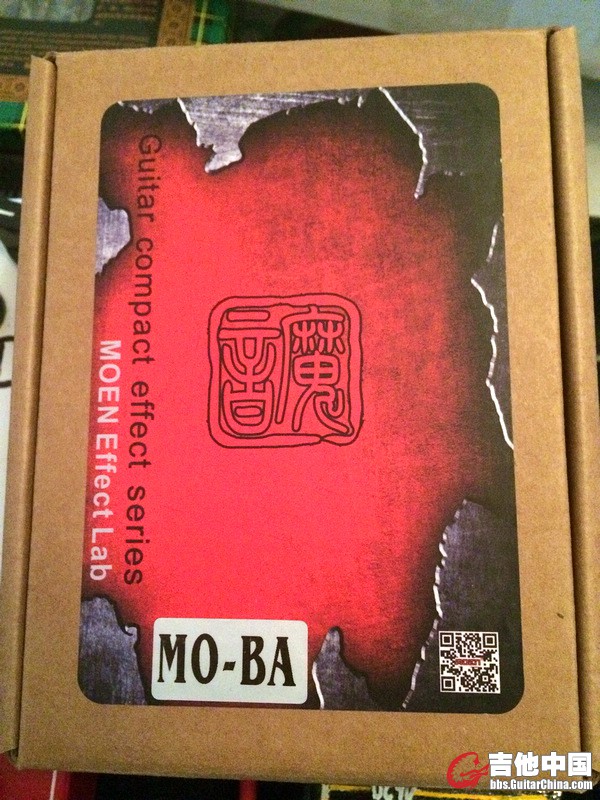 Guitar compact effect series
MOEN Effect Lab
魔音
MO-BA
吉他中国
bbs.GuitarChina.com